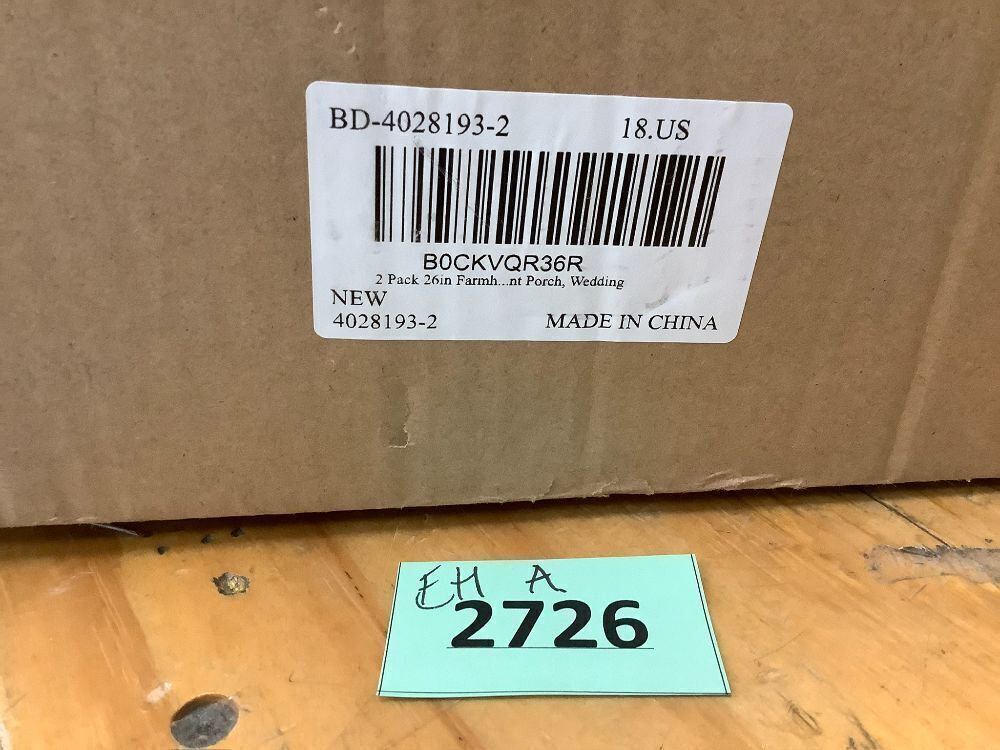 BD-4028193-2 18.US
B0CKVQR36R
2 Pack 26in Farmh...nt Porch, Wedding
NEW
4028193-2 MADE IN CHINA
EH A
2726